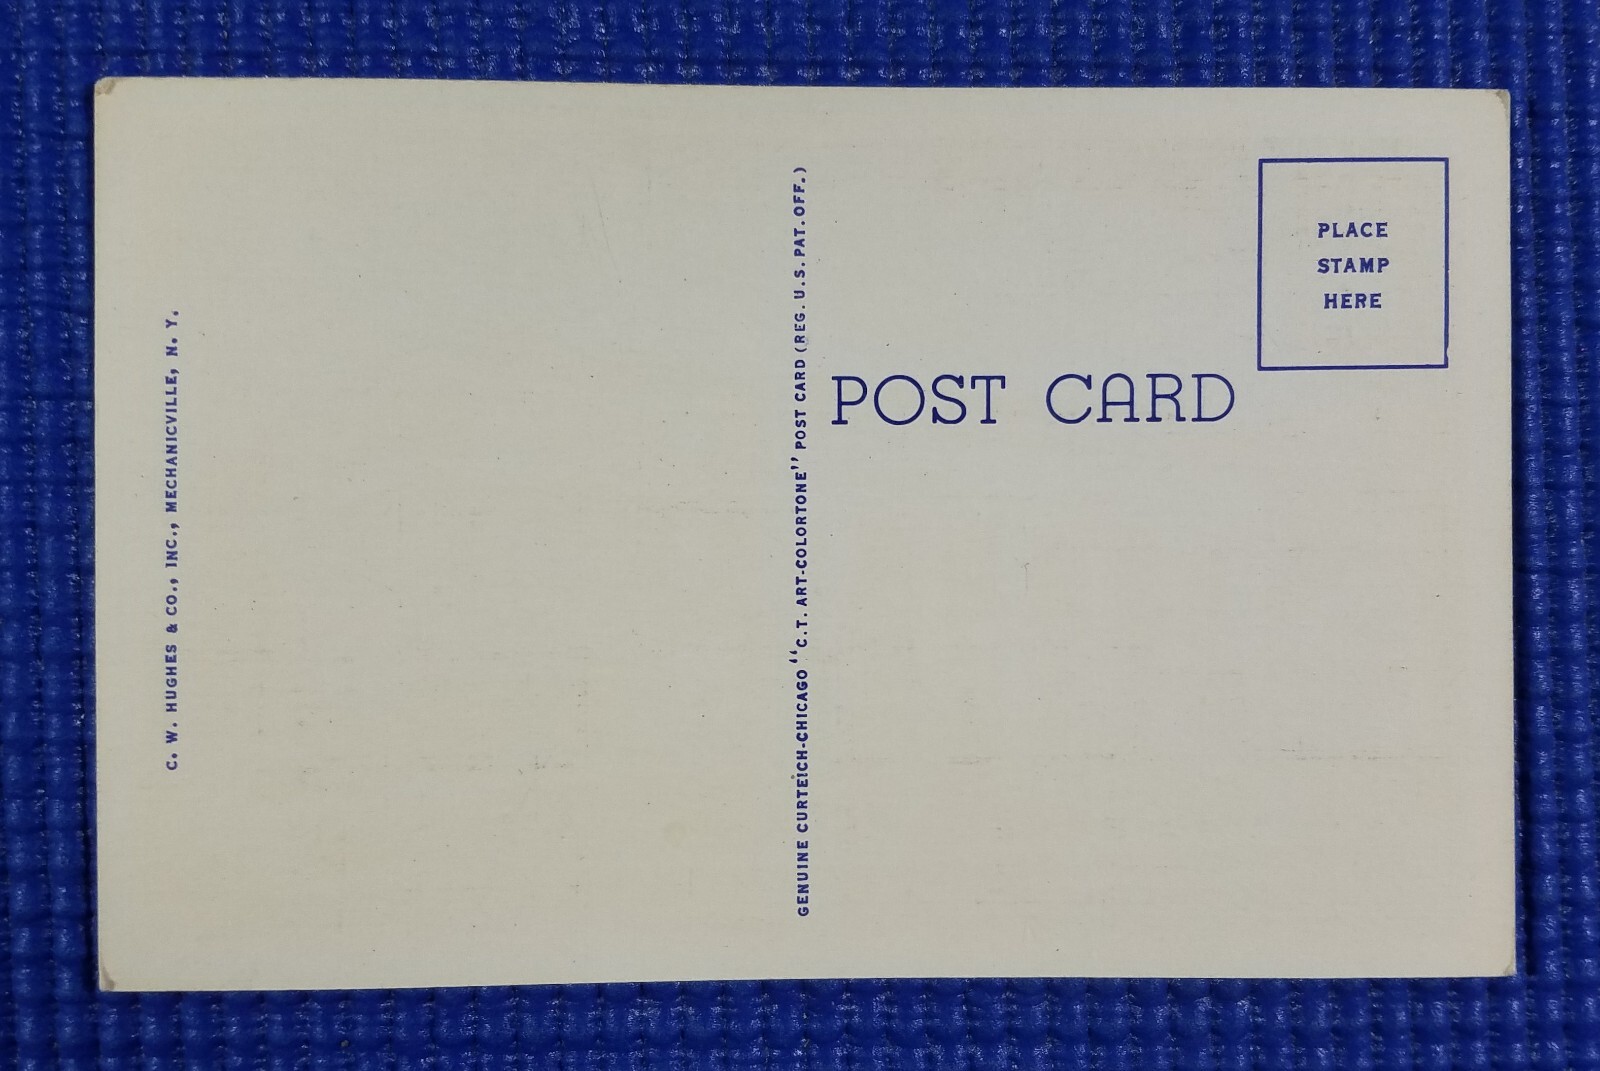 C. W. HUGHES & CO., INC., MECHANICVILLE, N. Y.
GENUINE CURTEICH-CHICAGO "C.T. ART-COLORTONE" POST CARD (REG. U.S. PAT. OFF.)
POST CARD
PLACE
STAMP
HERE